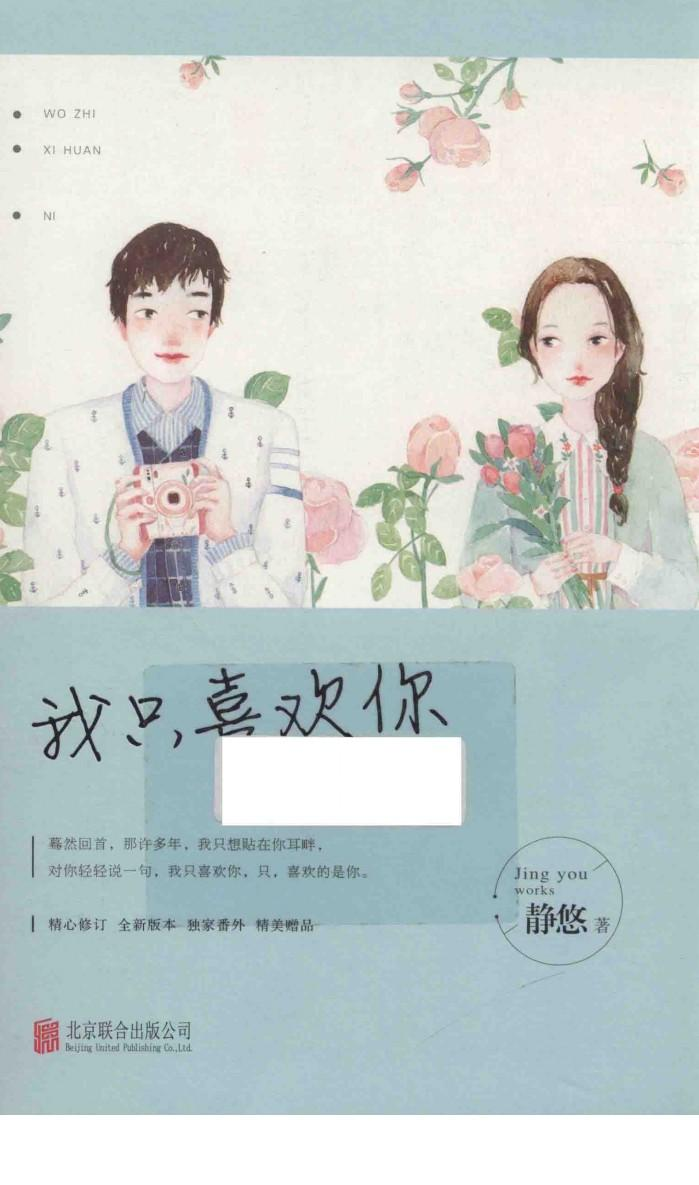 WO ZHI
XI HUAN
NI
我只喜欢你
蓦然回首，那许多年，我只想贴在你耳畔，
对你轻轻说一句，我只喜欢你，只，喜欢的是你。
精心修订 全新版本 独家番外 精美赠品
Jing you
works
静悠 著
北京联合出版公司
Beijing United Publishing Co.,Ltd.